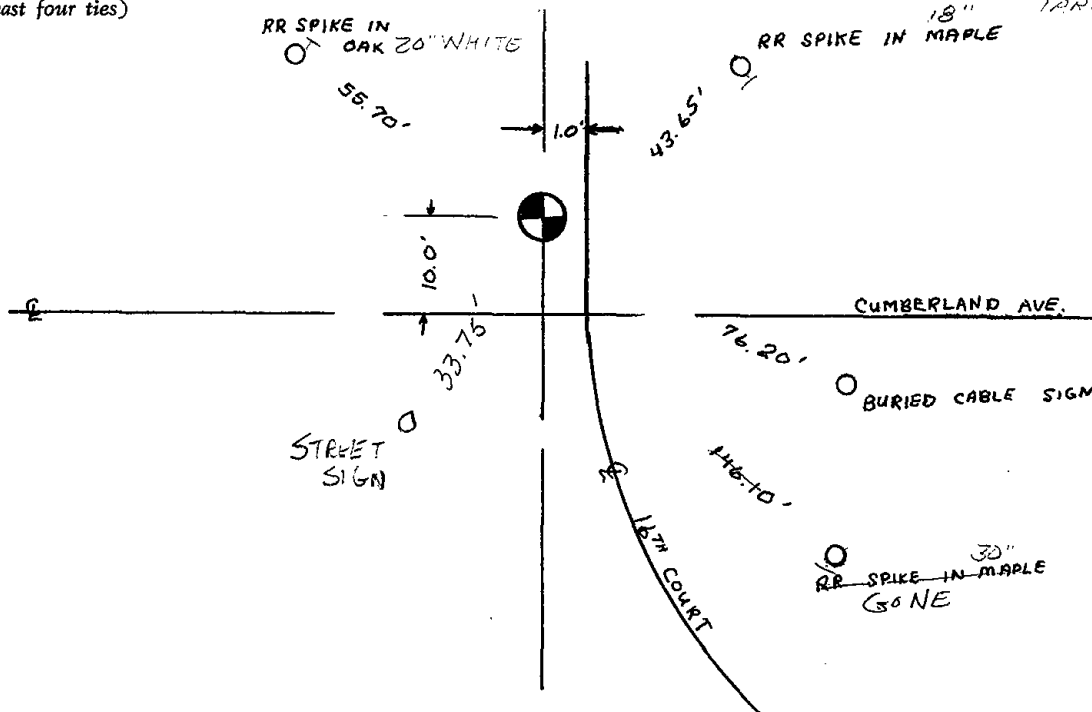 ast four ties)
RR SPIKE IN
OAK 20" WHITE
18"
RR SPIKE IN MAPLE
55.70'
1.0'
43.65'
10.0'
℄
CUMBERLAND AVE.
33.75'
76.20'
BURIED CABLE SIGN
STREET
SIGN
146.10'
16TH COURT
30"
RR SPIKE IN MAPLE
GONE